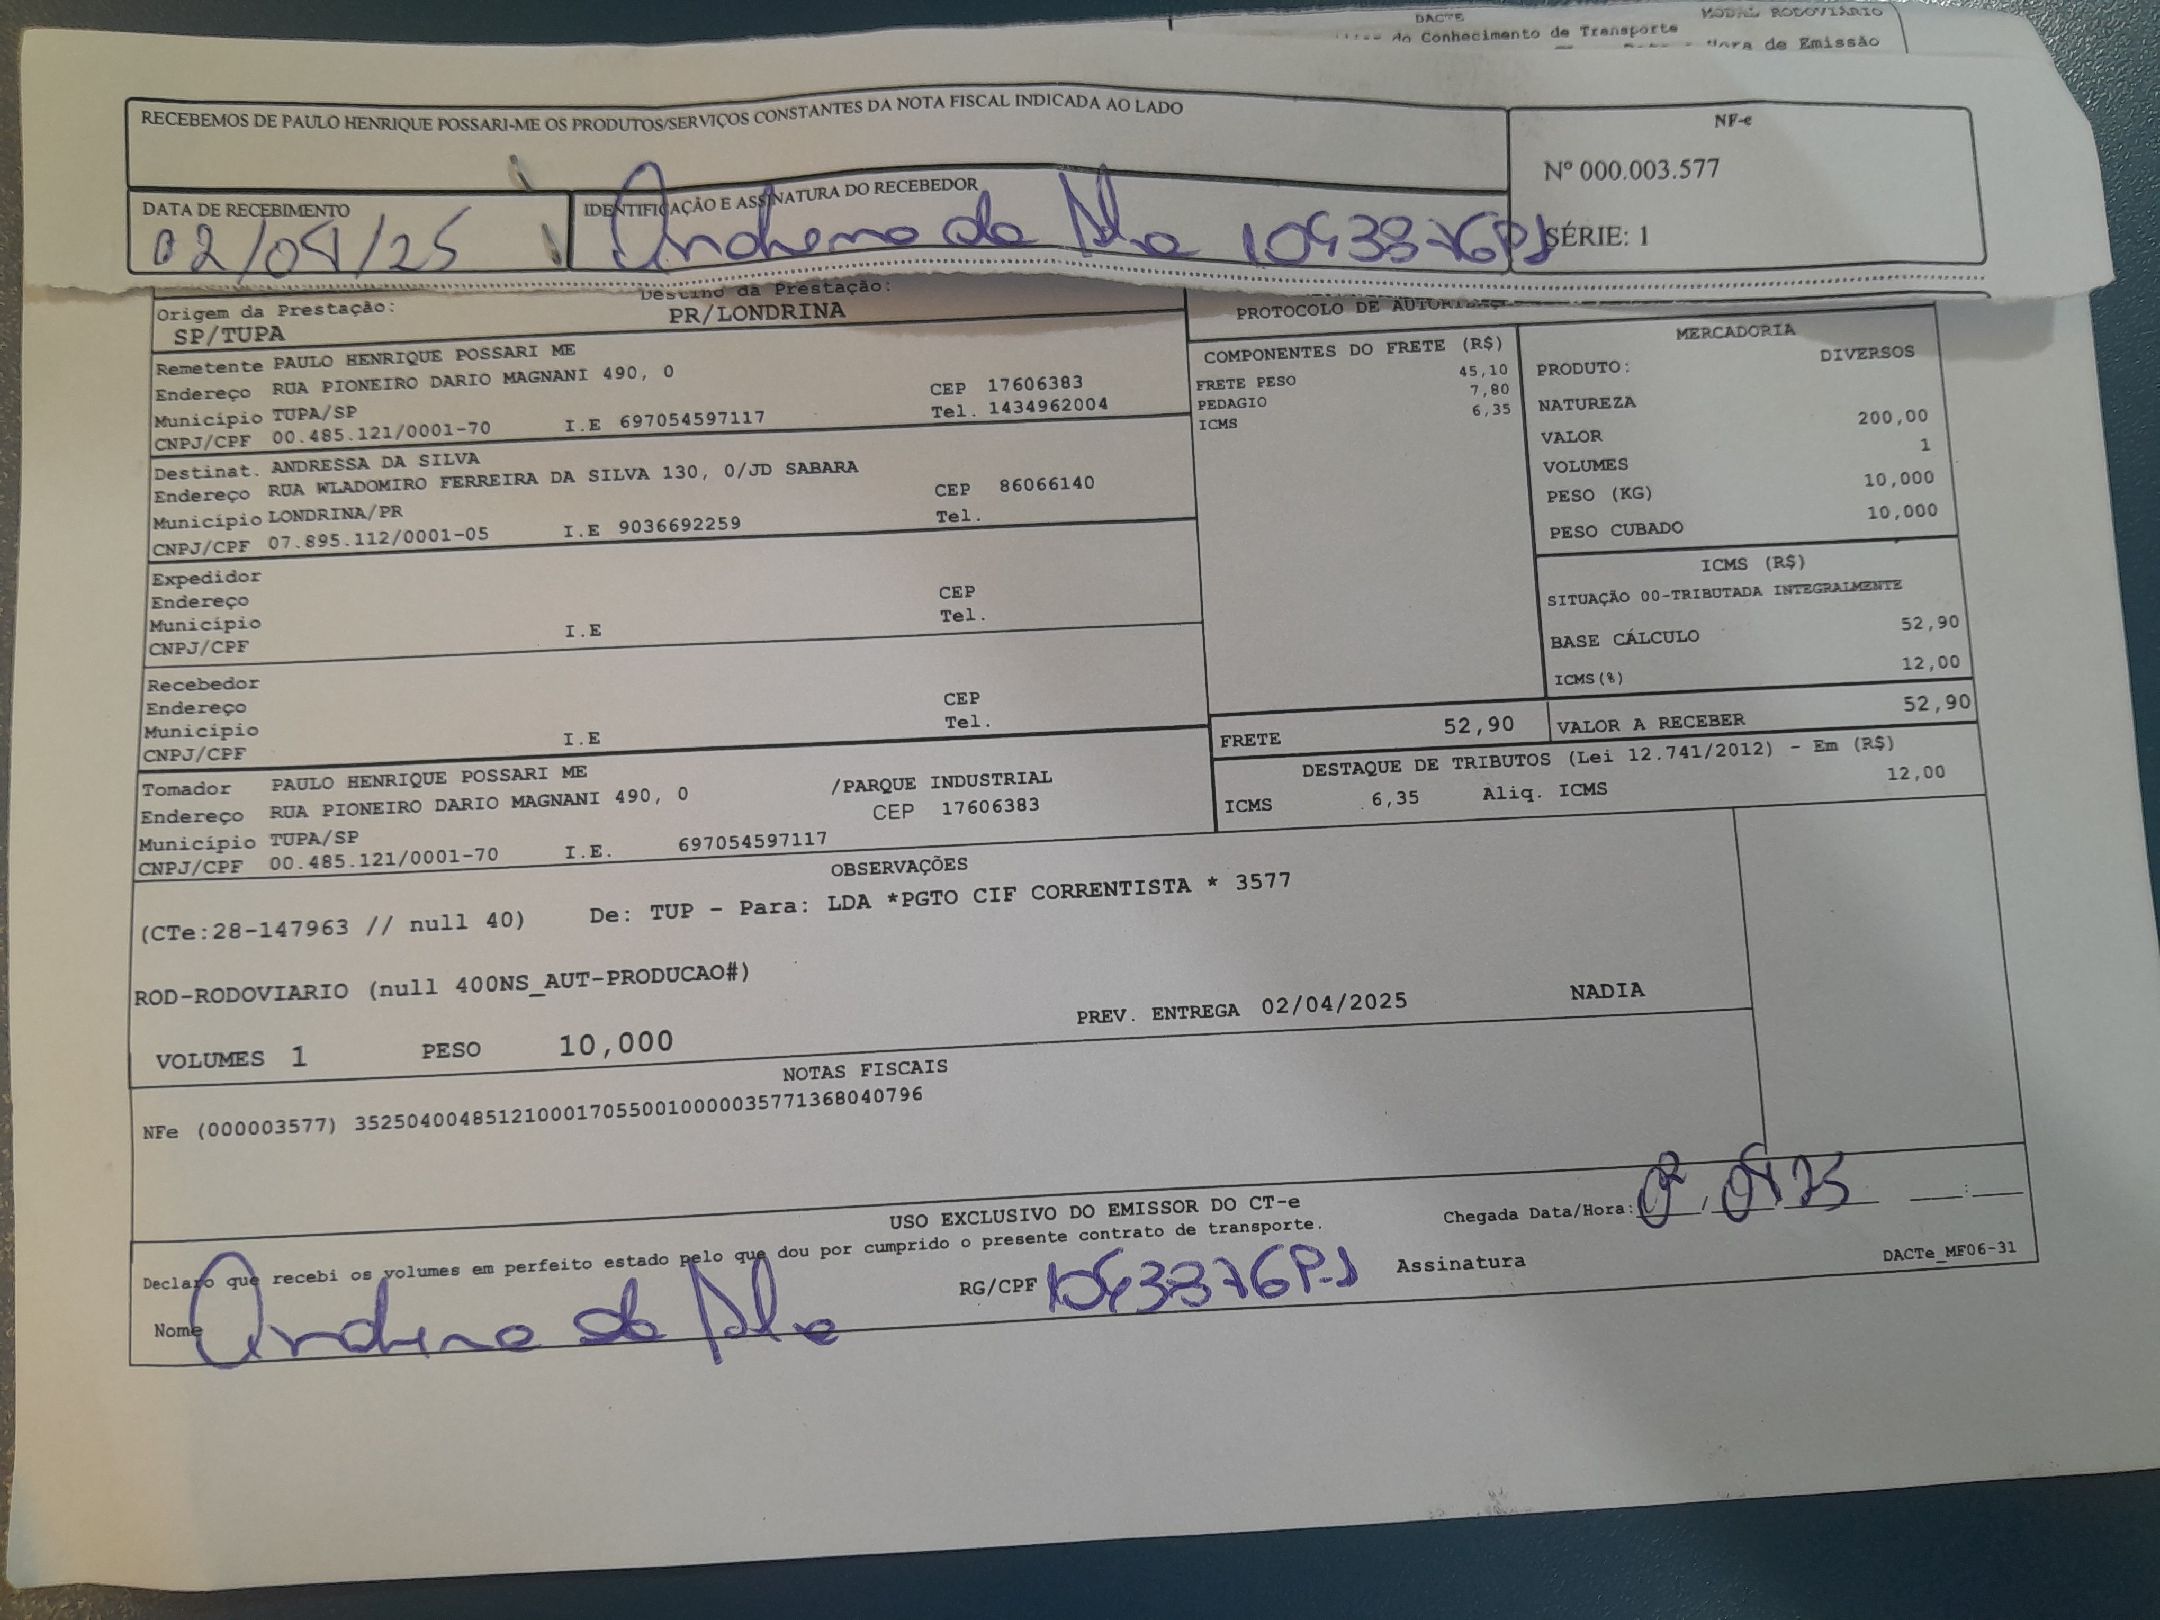 DACTE
MODAL RODOVIÁRIO
do Conhecimento de Transporte
Hora de Emissão
RECEBEMOS DE PAULO HENRIQUE POSSARI-ME OS PRODUTOS/SERVIÇOS CONSTANTES DA NOTA FISCAL INDICADA AO LADO
NF-e
Nº 000.003.577
SÉRIE: 1
DATA DE RECEBIMENTO
02/04/25
IDENTIFICAÇÃO E ASSINATURA DO RECEBEDOR
da
Origem da Prestação:
SP/TUPA
Destino da Prestação:
PR/LONDRINA
PROTOCOLO DE
Remetente PAULO HENRIQUE POSSARI ME
Endereço RUA PIONEIRO DARIO MAGNANI 490, 0
CEP 17606383
Município TUPA/SP
Tel. 1434962004
CNPJ/CPF 00.485.121/0001-70 I.E 697054597117
Destinat. ANDRESSA DA SILVA
Endereço RUA WLADOMIRO FERREIRA DA SILVA 130, 0/JD SABARA
CEP 86066140
Município LONDRINA/PR
Tel.
CNPJ/CPF 07.895.112/0001-05 I.E 9036692259
Expedidor
Endereço CEP
Município Tel.
CNPJ/CPF I.E
Recebedor
Endereço CEP
Município Tel.
CNPJ/CPF I.E
Tomador PAULO HENRIQUE POSSARI ME
/PARQUE INDUSTRIAL
Endereço RUA PIONEIRO DARIO MAGNANI 490, 0
CEP 17606383
Município TUPA/SP
CNPJ/CPF 00.485.121/0001-70 I.E. 697054597117
COMPONENTES DO FRETE (R$)
FRETE PESO 45,10
PEDAGIO 7,80
ICMS 6,35
MERCADORIA
PRODUTO: DIVERSOS
NATUREZA
VALOR 200,00
VOLUMES 1
PESO (KG) 10,000
PESO CUBADO 10,000
ICMS (R$)
SITUAÇÃO 00-TRIBUTADA INTEGRALMENTE
BASE CÁLCULO 52,90
ICMS(%) 12,00
FRETE 52,90 VALOR A RECEBER 52,90
DESTAQUE DE TRIBUTOS (Lei 12.741/2012) - Em (R$)
ICMS 6,35 Aliq. ICMS 12,00
OBSERVAÇÕES
(CTe:28-147963 // null 40) De: TUP - Para: LDA *PGTO CIF CORRENTISTA * 3577
ROD-RODOVIARIO (null 400NS_AUT-PRODUCAO#)
VOLUMES 1 PESO 10,000 PREV. ENTREGA 02/04/2025 NADIA
NOTAS FISCAIS
NFe (000003577) 35250400485121000170550010000035771368040796
USO EXCLUSIVO DO EMISSOR DO CT-e
Declaro que recebi os volumes em perfeito estado pelo que dou por cumprido o presente contrato de transporte.
Chegada Data/Hora: 02/04/25 :
Nome da
RG/CPF
Assinatura
DACTe_MF06-31